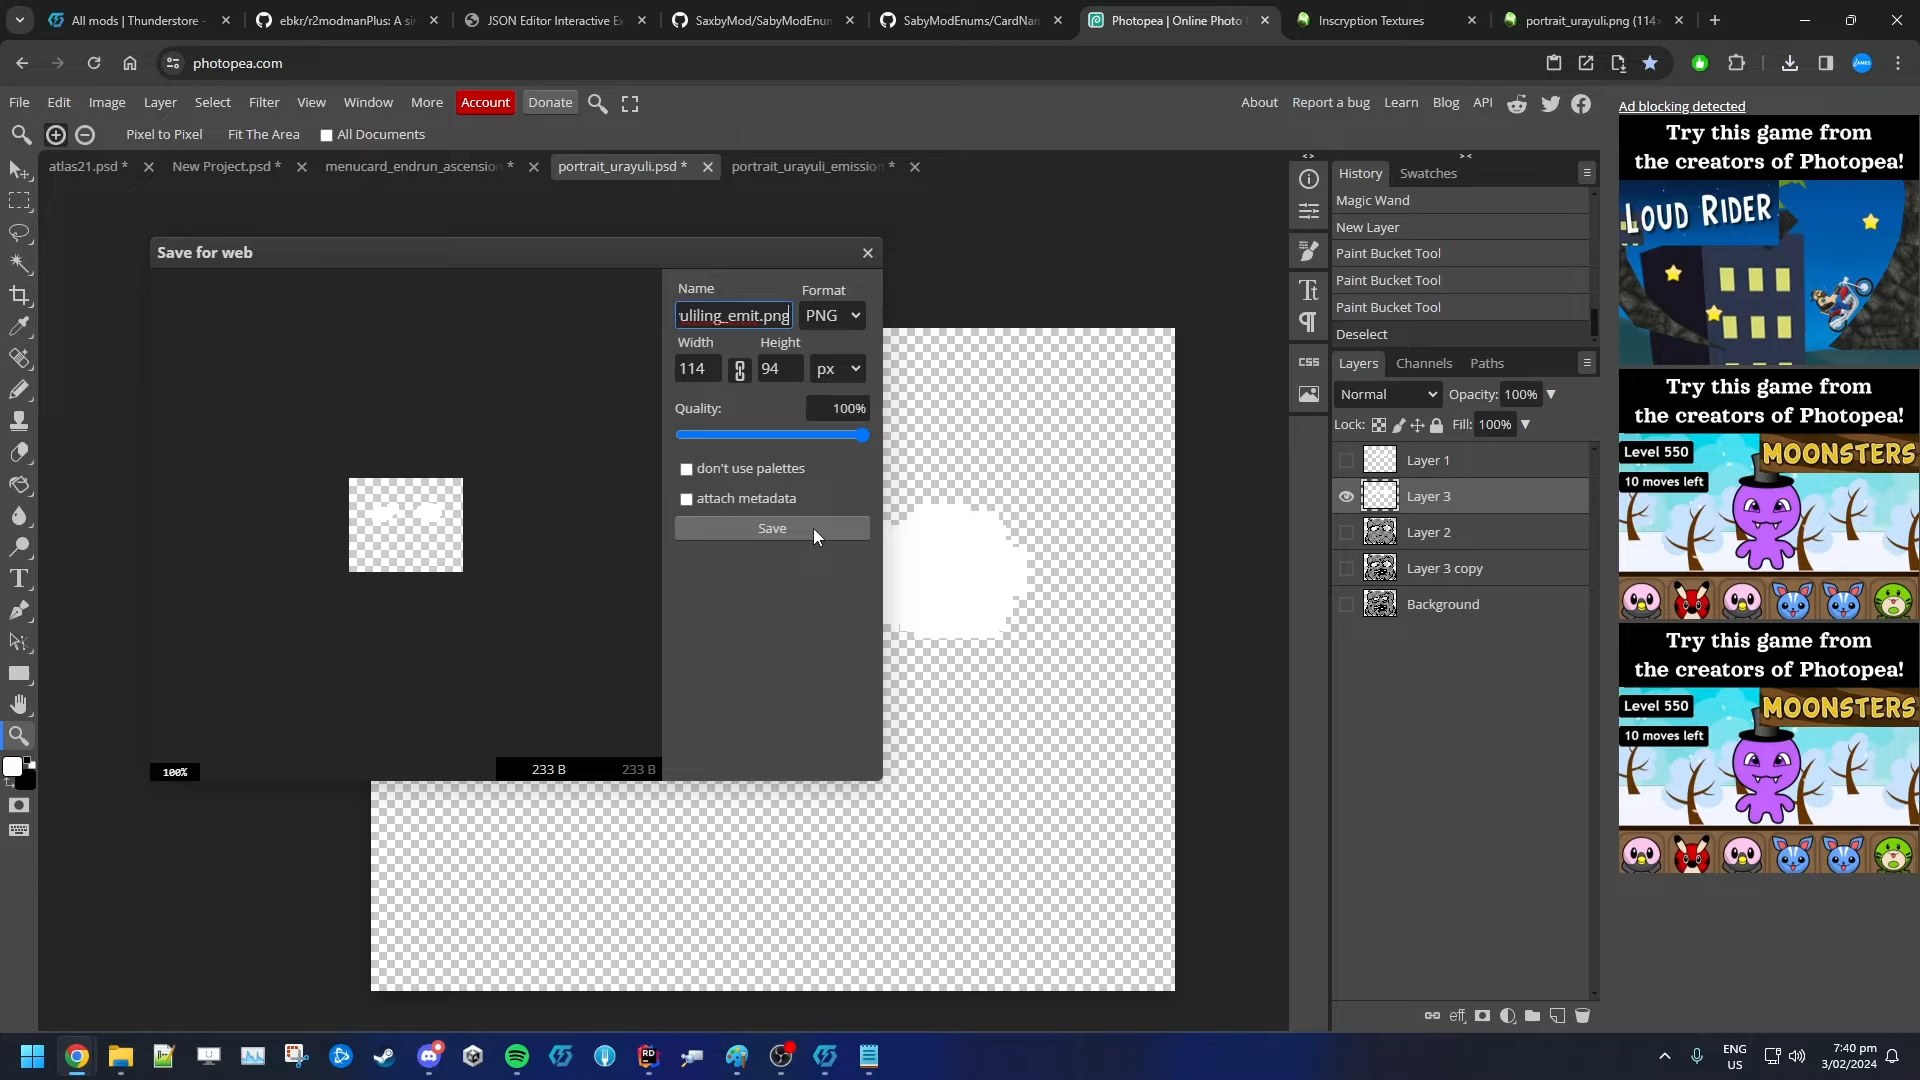 All mods | Thunderstore -
ebkr/r2modmanPlus: A si
JSON Editor Interactive E
SaxbyMod/SabyModEnum
SabyModEnums/CardNa
Photopea | Online Photo
Inscryption Textures
portrait_urayuli.png (114
photopea.com
File Edit Image Layer Select Filter View Window More Account Donate
About Report a bug Learn Blog API
Pixel to Pixel Fit The Area All Documents
atlas21.psd * New Project.psd * menucard_endrun_ascension * portrait_urayuli.psd * portrait_urayuli_emission *
Save for web
Name
Format
uliling_emit.png PNG
Width Height
114 94 px
Quality: 100%
don't use palettes
attach metadata
Save
100%
233 B 233 B
History Swatches
Magic Wand
New Layer
Paint Bucket Tool
Paint Bucket Tool
Paint Bucket Tool
Deselect
CSS
Layers Channels Paths
Normal Opacity: 100%
Lock: Fill: 100%
Layer 1
Layer 3
Layer 2
Layer 3 copy
Background
eff
Ad blocking detected
Try this game from
the creators of Photopea!
LOUD RIDER
Try this game from
the creators of Photopea!
Level 550 MOONSTERS
10 moves left
Try this game from
the creators of Photopea!
Level 550 MOONSTERS
10 moves left
ENG
US
7:40 pm
3/02/2024